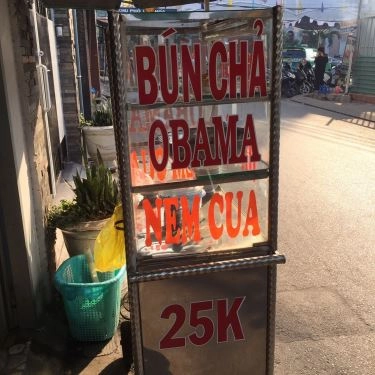 BÚN CHẢ
OBAMA
NEM CUA
25K